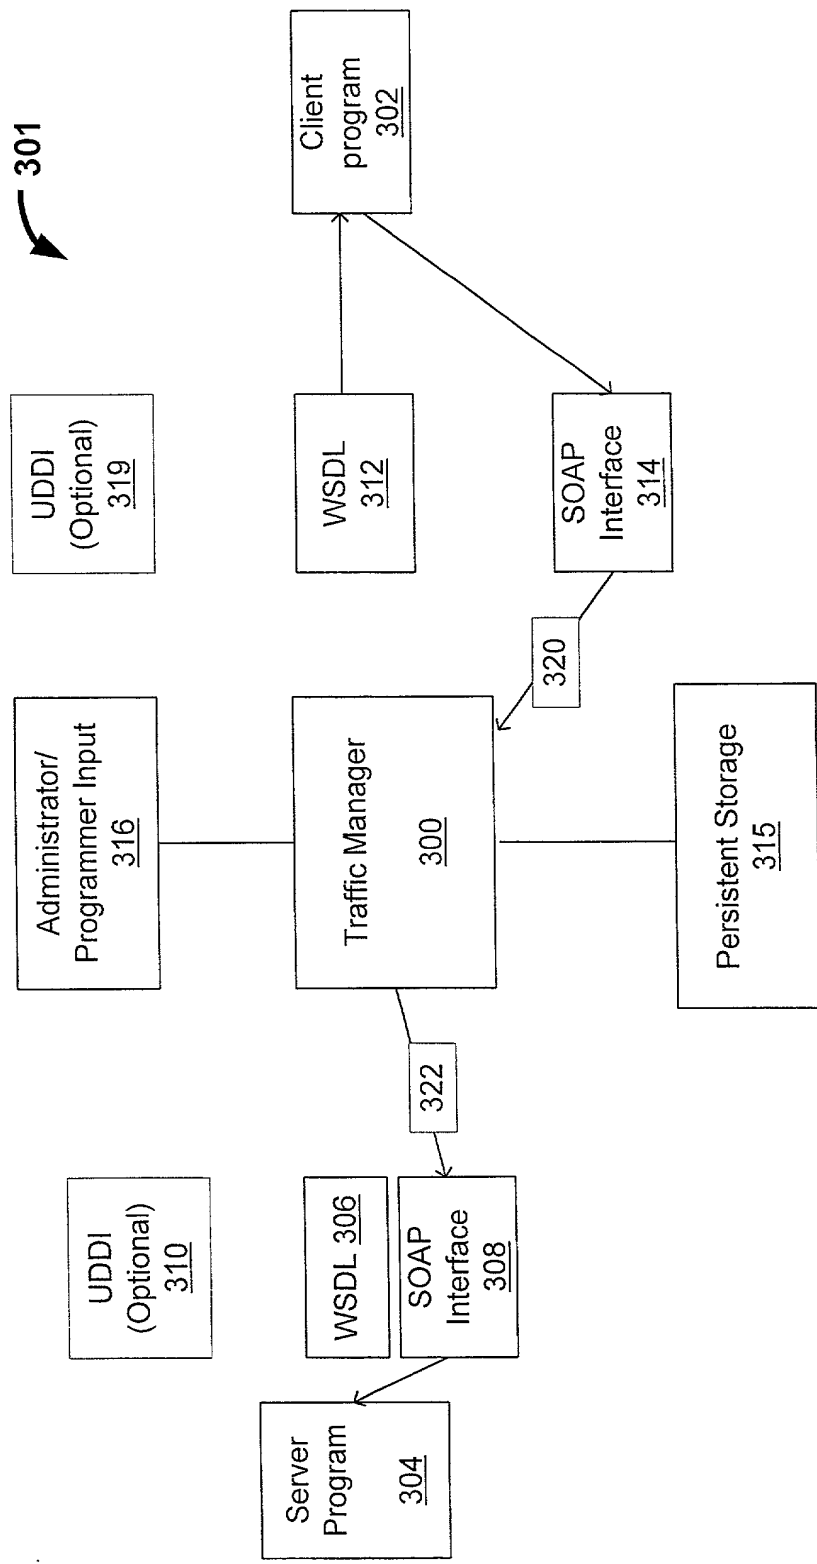 301
UDDI
(Optional)
310
Administrator/
Programmer Input
316
UDDI
(Optional)
319
Server
Program
304
WSDL 306
SOAP
Interface
308
322
Traffic Manager
300
320
WSDL
312
SOAP
Interface
314
Client
program
302
Persistent Storage
315